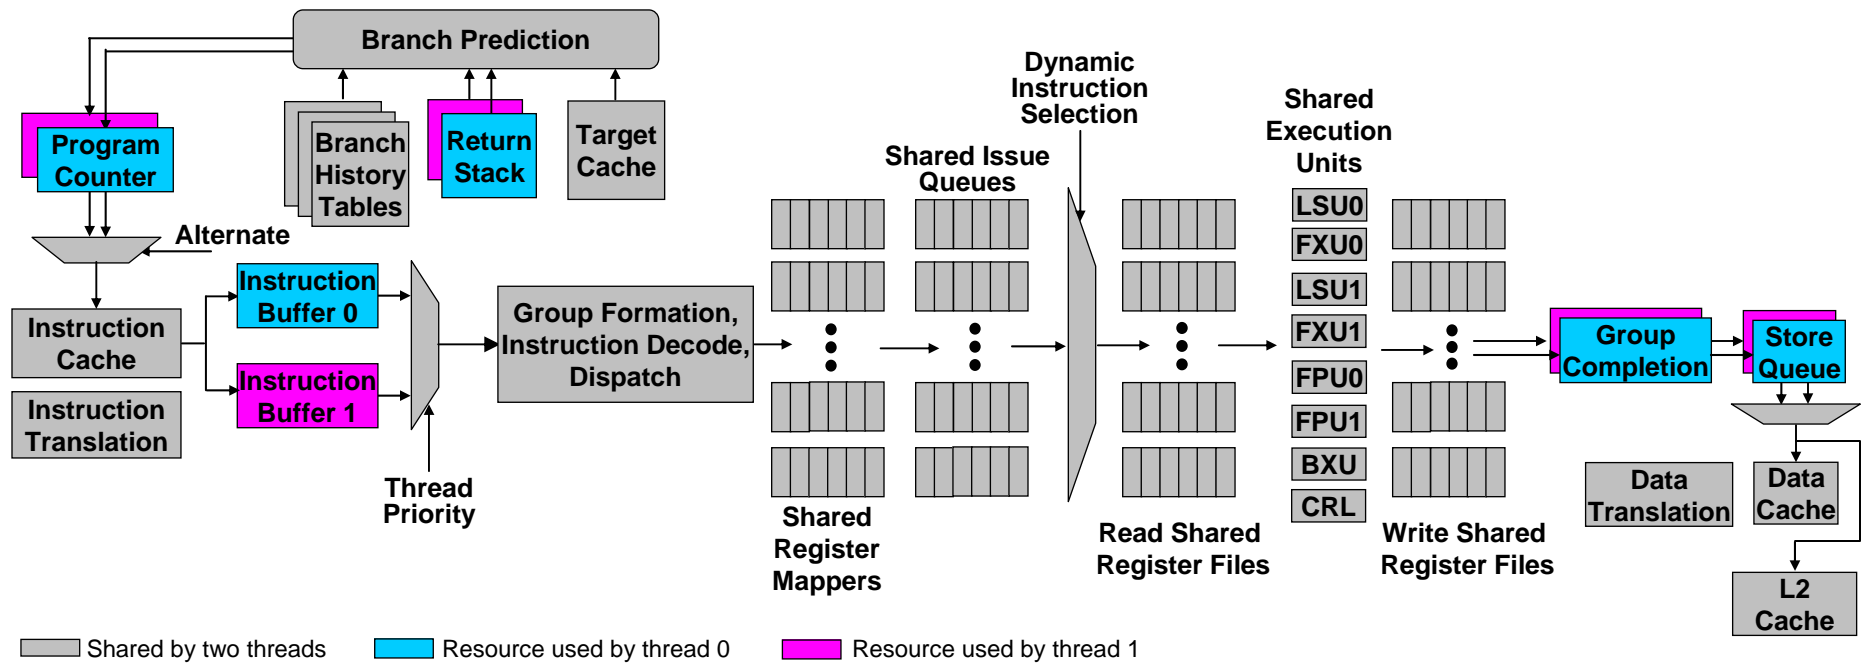 Branch Prediction
Program
Counter
Branch
History
Tables
Return
Stack
Target
Cache
Alternate
Instruction
Cache
Instruction
Translation
Instruction
Buffer 0
Instruction
Buffer 1
Thread
Priority
Group Formation,
Instruction Decode,
Dispatch
Shared
Register
Mappers
Shared Issue
Queues
Dynamic
Instruction
Selection
Read Shared
Register Files
Shared
Execution
Units
LSU0
FXU0
LSU1
FXU1
FPU0
FPU1
BXU
CRL
Write Shared
Register Files
Group
Completion
Store
Queue
Data
Translation
Data
Cache
L2
Cache
Shared by two threads
Resource used by thread 0
Resource used by thread 1